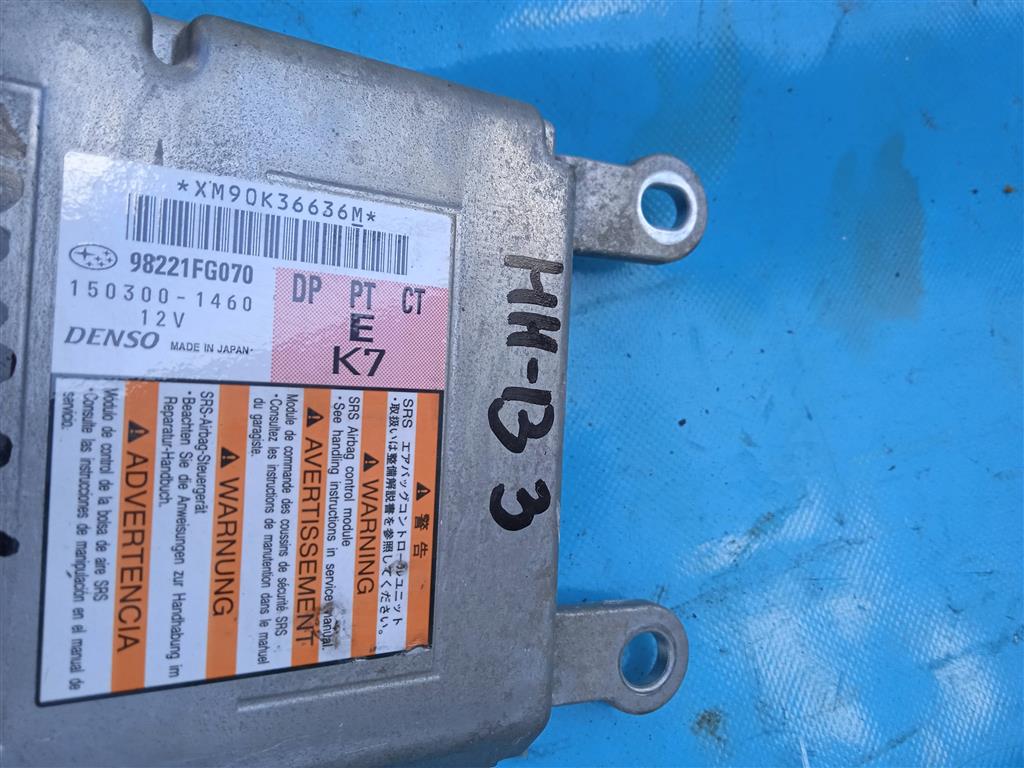 *XM90K36636M*
98221FG070
150300-1460
12V
DENSO MADE IN JAPAN
DP PT CT
E
K7
警告
SRS エアバッグコントロールユニット
・取扱いは整備解説書を参照してください。
WARNING
SRS Airbag control module
・See handling instructions in service manual.
AVERTISSEMENT
Module de commande des coussins de sécurité SRS
・Consultez les instructions de manutention dans le manuel
du garagiste.
WARNUNG
SRS-Airbag-Steuergerät
・Beachten Sie die Anweisungen zur Handhabung im
Reparatur-Handbuch.
ADVERTENCIA
Módulo de control de la bolsa de aire SRS
・Consulte las instrucciones de manipulación en el manual de
servicio.
HH-B3